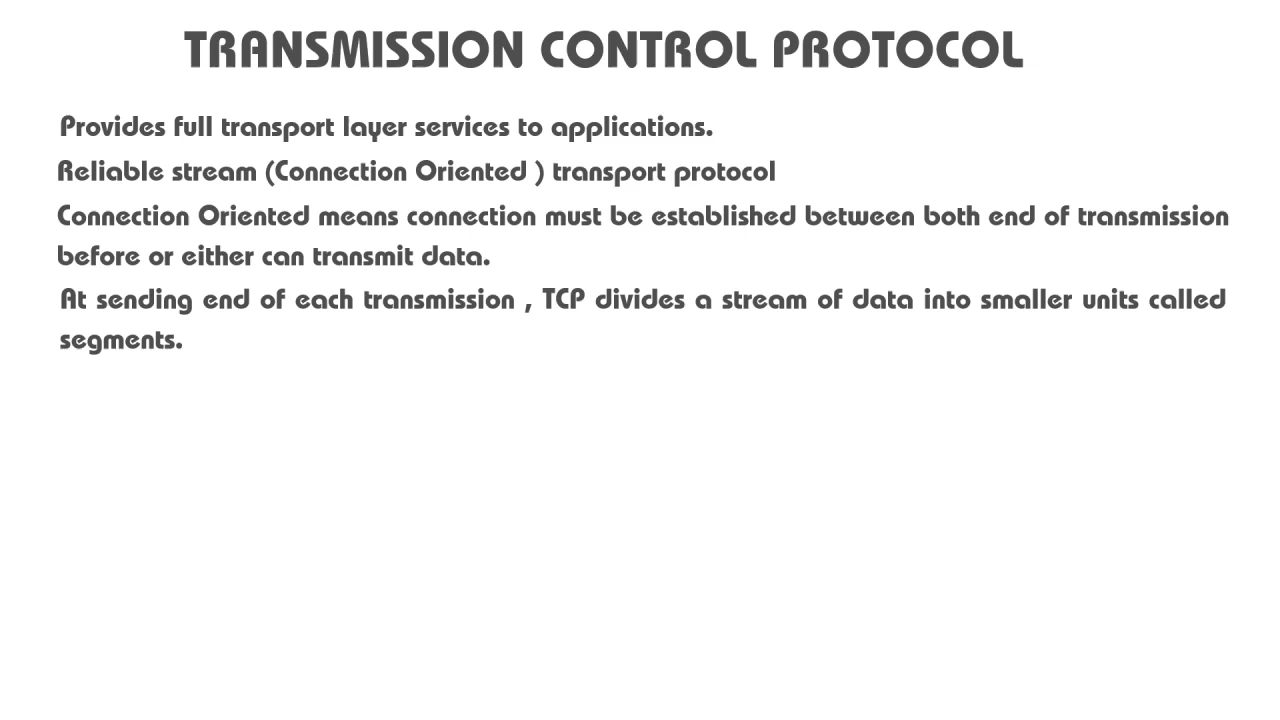 TRANSMISSION CONTROL PROTOCOL
Provides full transport layer services to applications.
Reliable stream (Connection Oriented ) transport protocol
Connection Oriented means connection must be established between both end of transmission
before or either can transmit data.
At sending end of each transmission , TCP divides a stream of data into smaller units called
segments.